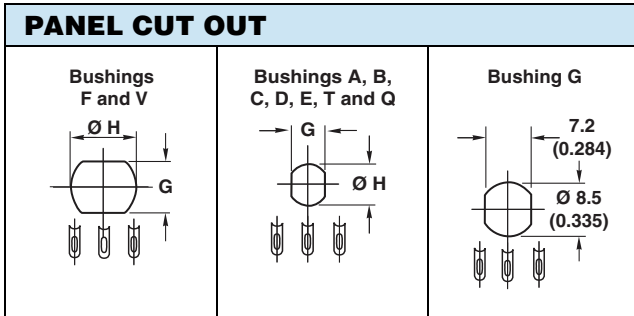 PANEL CUT OUT
Bushings
F and V
Ø H
G
Bushings A, B,
C, D, E, T and Q
G
Ø H
Bushing G
7.2
(0.284)
Ø 8.5
(0.335)